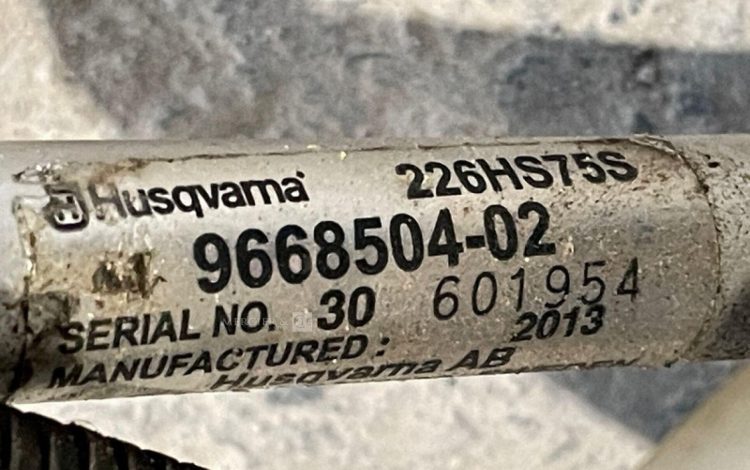 Husqvarna 226HS75S
9668504-02
SERIAL NO. 30 601954
MANUFACTURED : 2013
Husqvarna AB